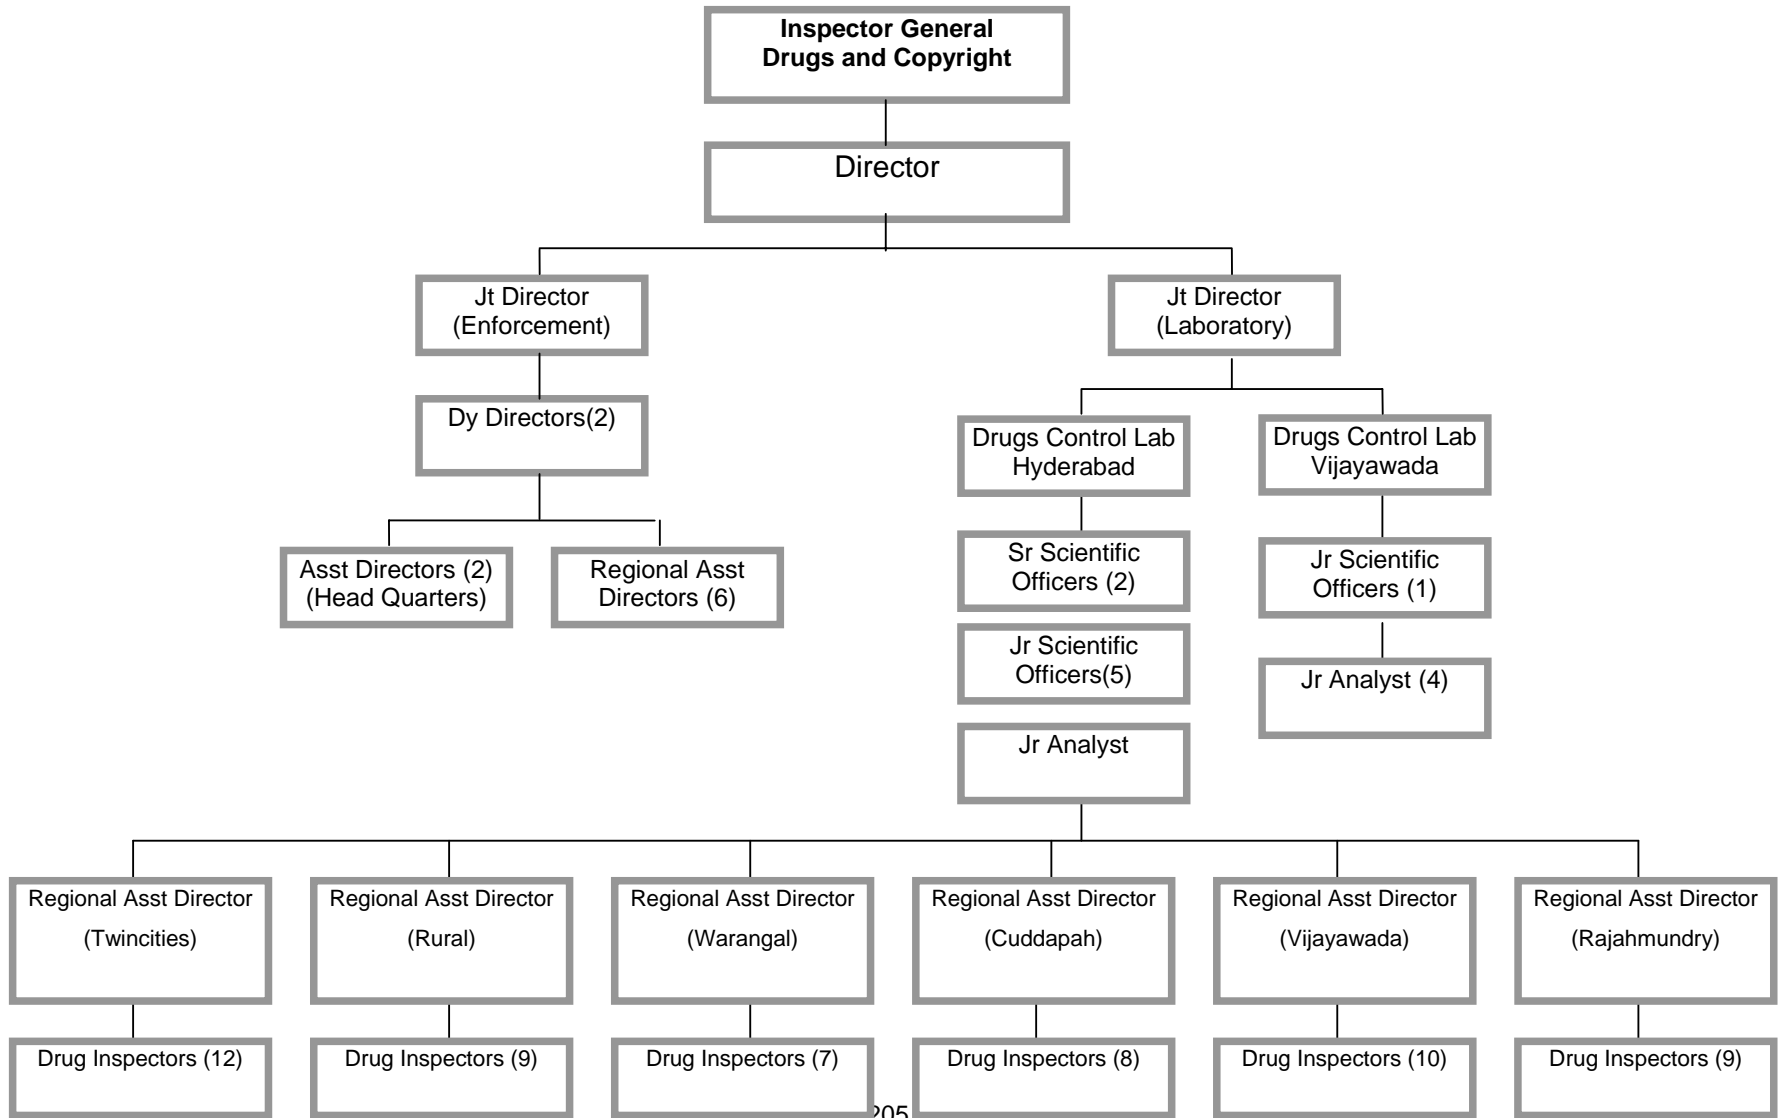 Inspector General
Drugs and Copyright
Director
Jt Director
(Enforcement)
Jt Director
(Laboratory)
Dy Directors(2)
Drugs Control Lab
Hyderabad
Drugs Control Lab
Vijayawada
Asst Directors (2)
(Head Quarters)
Regional Asst
Directors (6)
Sr Scientific
Officers (2)
Jr Scientific
Officers (1)
Jr Scientific
Officers(5)
Jr Analyst (4)
Jr Analyst
Regional Asst Director
(Twincities)
Regional Asst Director
(Rural)
Regional Asst Director
(Warangal)
Regional Asst Director
(Cuddapah)
Regional Asst Director
(Vijayawada)
Regional Asst Director
(Rajahmundry)
Drug Inspectors (12)
Drug Inspectors (9)
Drug Inspectors (7)
Drug Inspectors (8)
Drug Inspectors (10)
Drug Inspectors (9)
205